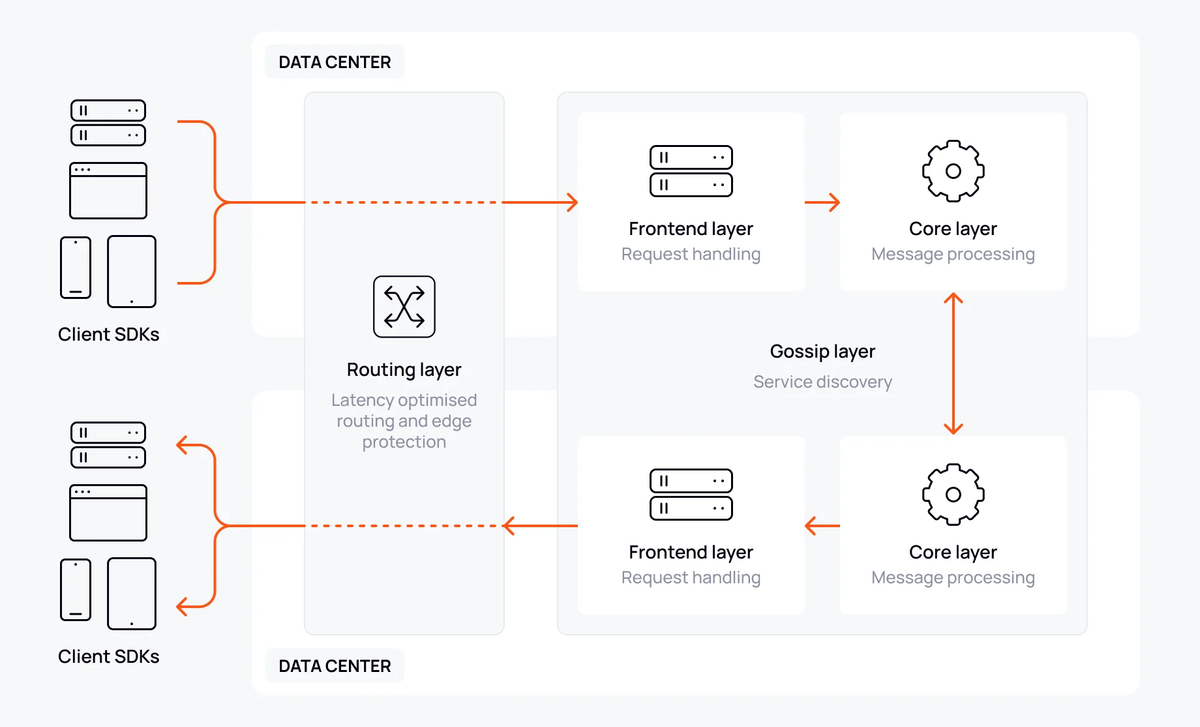 DATA CENTER
Client SDKs
Routing layer
Latency optimised
routing and edge
protection
Frontend layer
Request handling
Core layer
Message processing
Gossip layer
Service discovery
Frontend layer
Request handling
Core layer
Message processing
Client SDKs
DATA CENTER